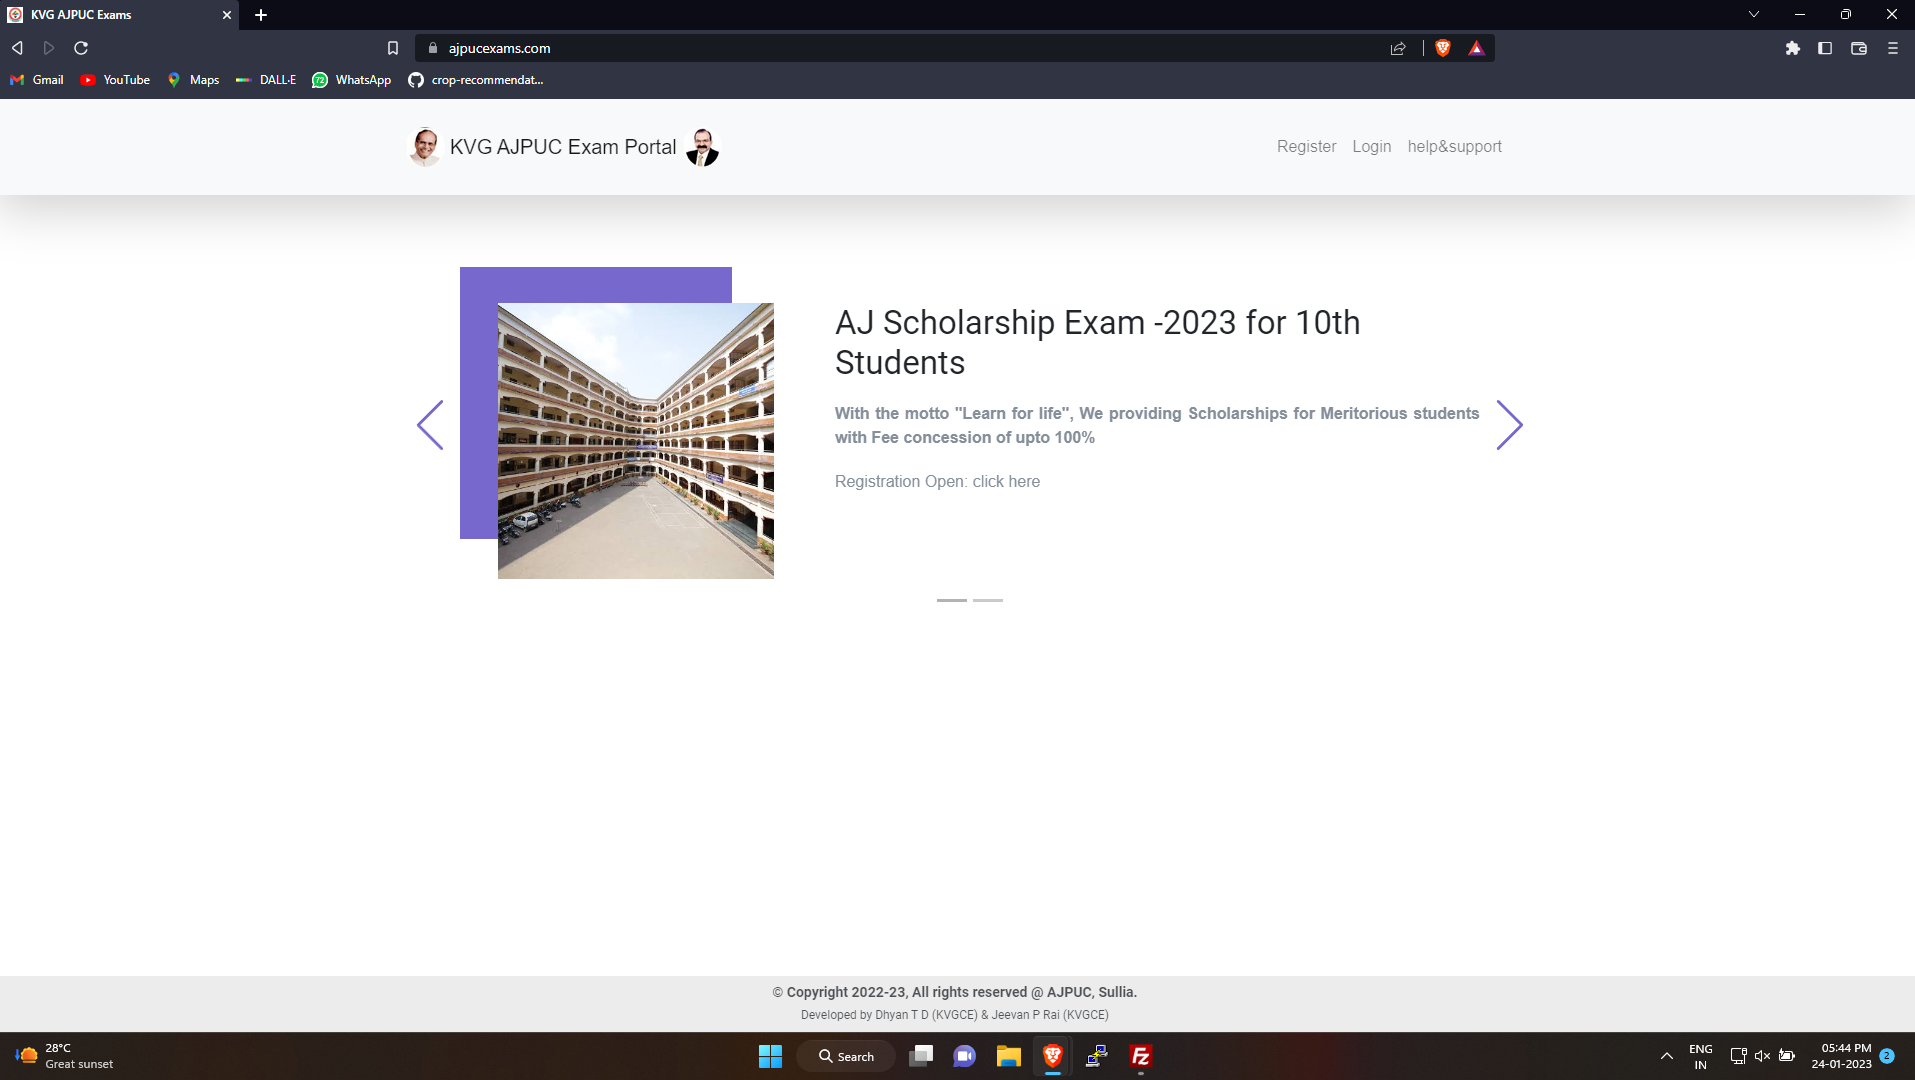 KVG AJPUC Exams
ajpucexams.com
Gmail
YouTube
Maps
DALL·E
72
WhatsApp
crop-recommendat...
KVG AJPUC Exam Portal
Register
Login
help&support
AJ Scholarship Exam -2023 for 10th
Students
With the motto "Learn for life", We providing Scholarships for Meritorious students
with Fee concession of upto 100%
Registration Open: click here
© Copyright 2022-23, All rights reserved @ AJPUC, Sullia.
Developed by Dhyan T D (KVGCE) & Jeevan P Rai (KVGCE)
28°C
Great sunset
Search
ENG
IN
05:44 PM
24-01-2023
2